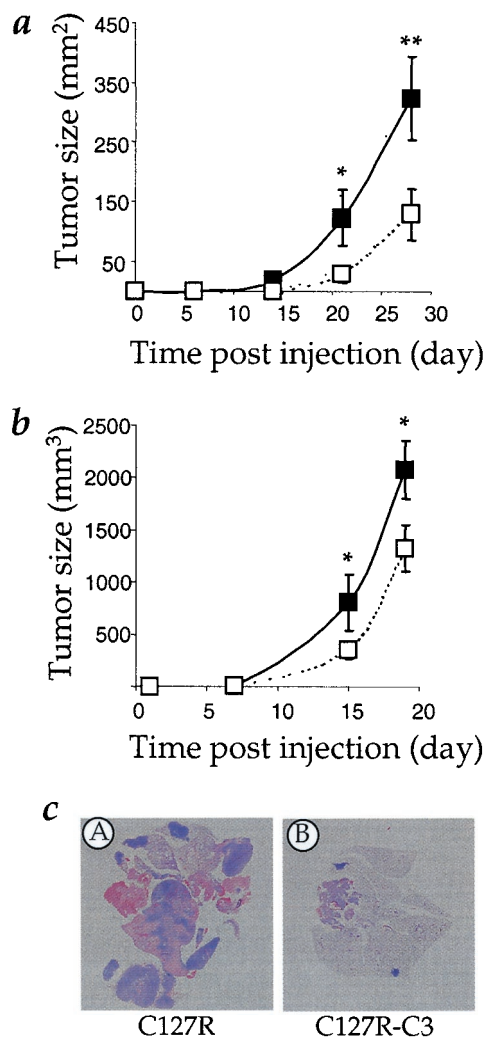 a
Tumor size (mm²)
450
350
250
150
50
*
**
0 5 10 15 20 25 30
Time post injection (day)
b
Tumor size (mm³)
2500
2000
1500
1000
500
*
*
0 5 10 15 20
Time post injection (day)
c
A B
C127R C127R-C3